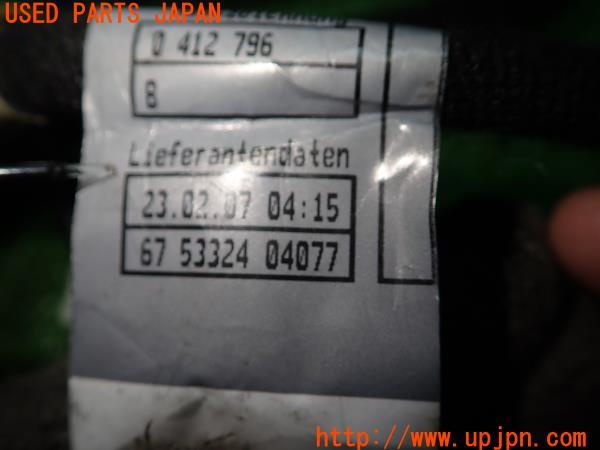 USED PARTS JAPAN
0 412 796
8
Lieferantendaten
23.02.07 04:15
67 53324 04077
http://www.upjpn.com